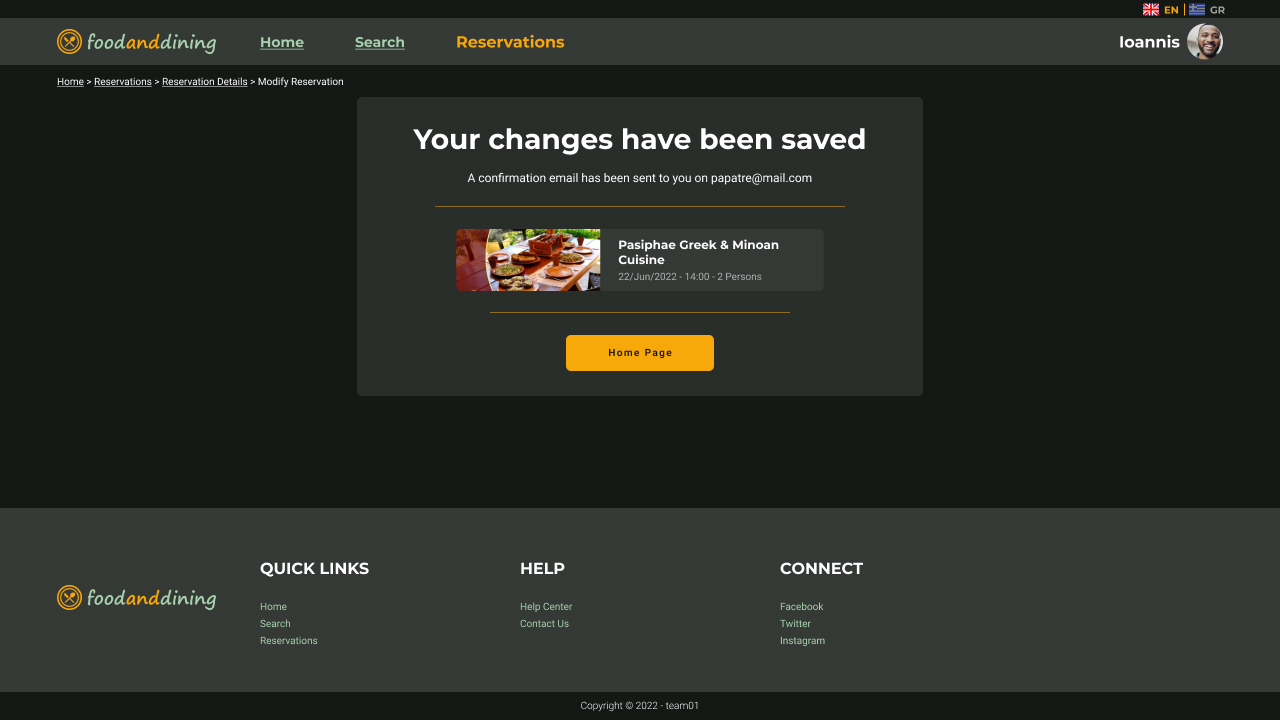 EN | GR
foodanddining Home Search Reservations Ioannis
Home > Reservations > Reservation Details > Modify Reservation
Your changes have been saved
A confirmation email has been sent to you on papatre@mail.com
Pasiphae Greek & Minoan
Cuisine
22/Jun/2022 - 14:00 - 2 Persons
Home Page
foodanddining
QUICK LINKS
Home
Search
Reservations
HELP
Help Center
Contact Us
CONNECT
Facebook
Twitter
Instagram
Copyright © 2022 - team01